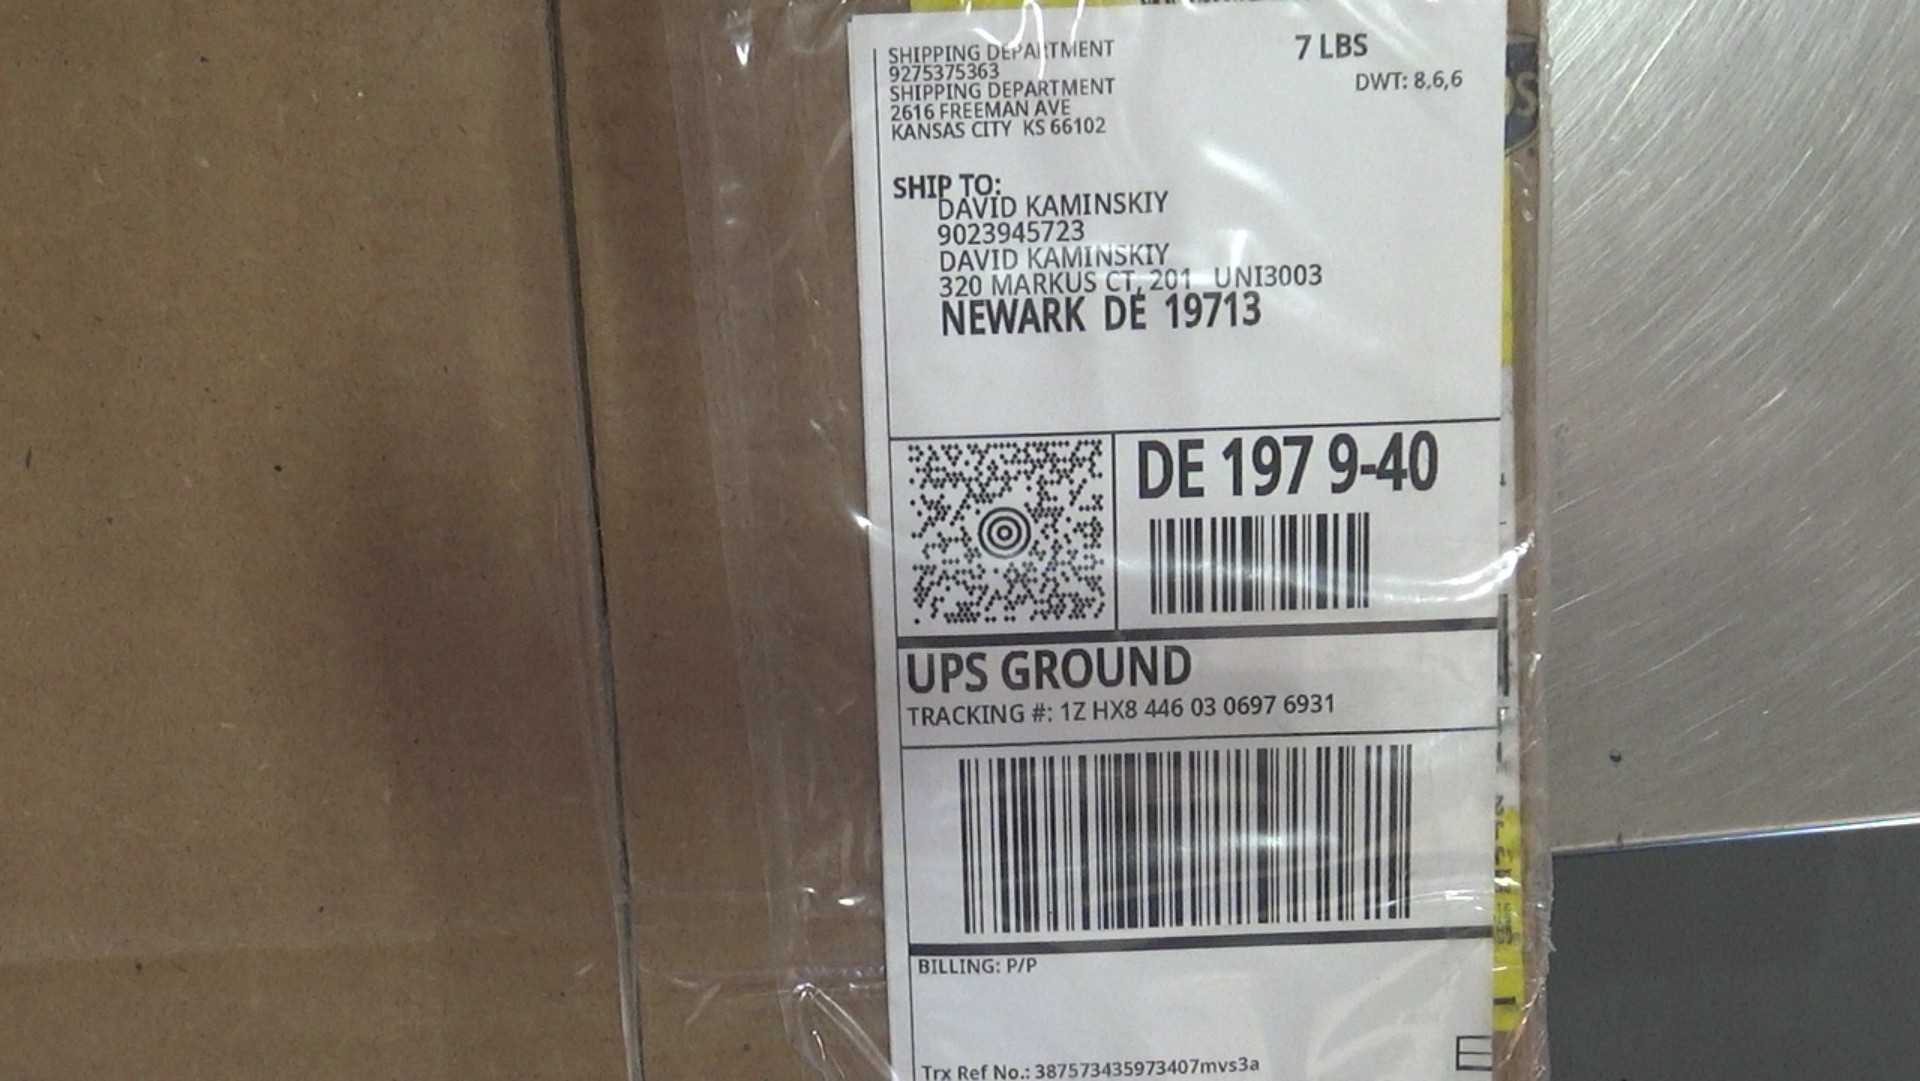 SHIPPING DEPARTMENT
9275375363
SHIPPING DEPARTMENT
2616 FREEMAN AVE
KANSAS CITY KS 66102
7 LBS
DWT: 8,6,6
SHIP TO:
DAVID KAMINSKIY
9023945723
DAVID KAMINSKIY
320 MARKUS CT, 201 UNI3003
NEWARK DE 19713
DE 197 9-40
UPS GROUND
TRACKING #: 1Z HX8 446 03 0697 6931
BILLING: P/P
Trx Ref No.: 387573435973407mvs3a